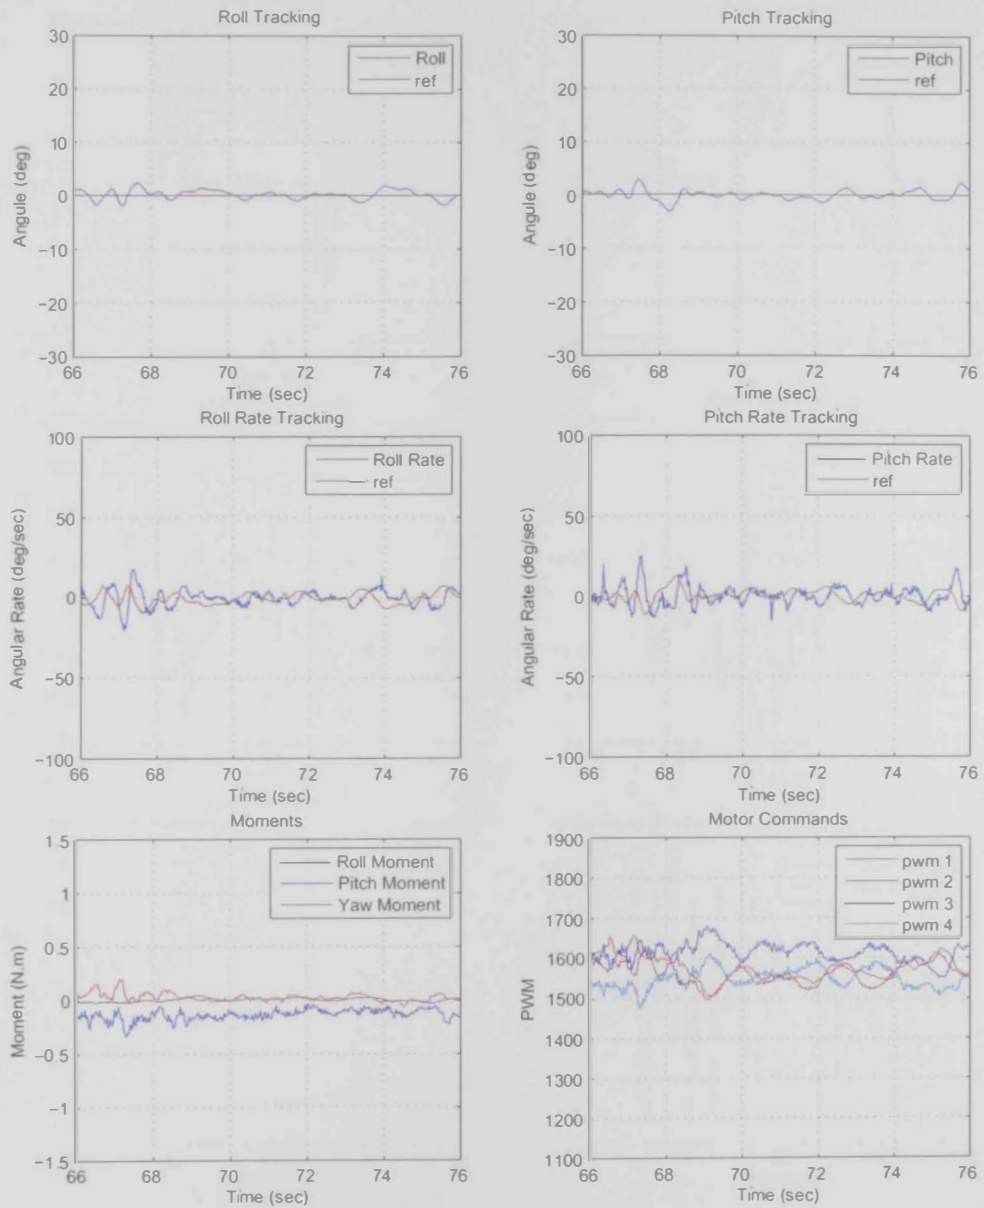 Roll Tracking
30
20
10
0
−10
−20
−30
Angule (deg)
Roll
ref
66 68 70 72 74 76
Time (sec)
Pitch Tracking
30
20
10
0
−10
−20
−30
Angule (deg)
Pitch
ref
66 68 70 72 74 76
Time (sec)
Roll Rate Tracking
100
50
0
−50
−100
Angular Rate (deg/sec)
Roll Rate
ref
66 68 70 72 74 76
Time (sec)
Pitch Rate Tracking
100
50
0
−50
−100
Angular Rate (deg/sec)
Pitch Rate
ref
66 68 70 72 74 76
Time (sec)
Moments
1.5
1
0.5
0
−0.5
−1
−1.5
Moment (N.m)
Roll Moment
Pitch Moment
Yaw Moment
66 68 70 72 74 76
Time (sec)
Motor Commands
1900
1800
1700
1600
1500
1400
1300
1200
1100
PWM
pwm 1
pwm 2
pwm 3
pwm 4
66 68 70 72 74 76
Time (sec)